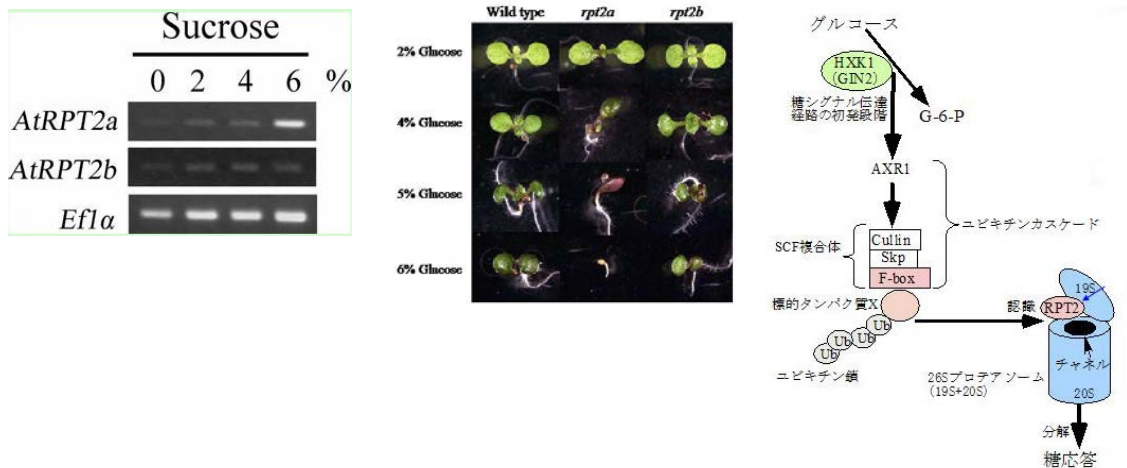 Sucrose
0 2 4 6 %
AtRPT2a
AtRPT2b
Ef1α
Wild type rpt2a rpt2b
2% Glucose
4% Glucose
5% Glucose
6% Glucose
グルコース
HXK1
(GIN2)
糖シグナル伝達
経路の初発段階
G-6-P
AXR1
ユビキチンカスケード
SCF複合体
Cullin
Skp
F-box
標的タンパク質X
Ub
Ub
Ub
Ub
ユビキチン鎖
認識
19S
RPT2
チャネル
26Sプロテアソーム
(19S+20S)
20S
分解
糖応答